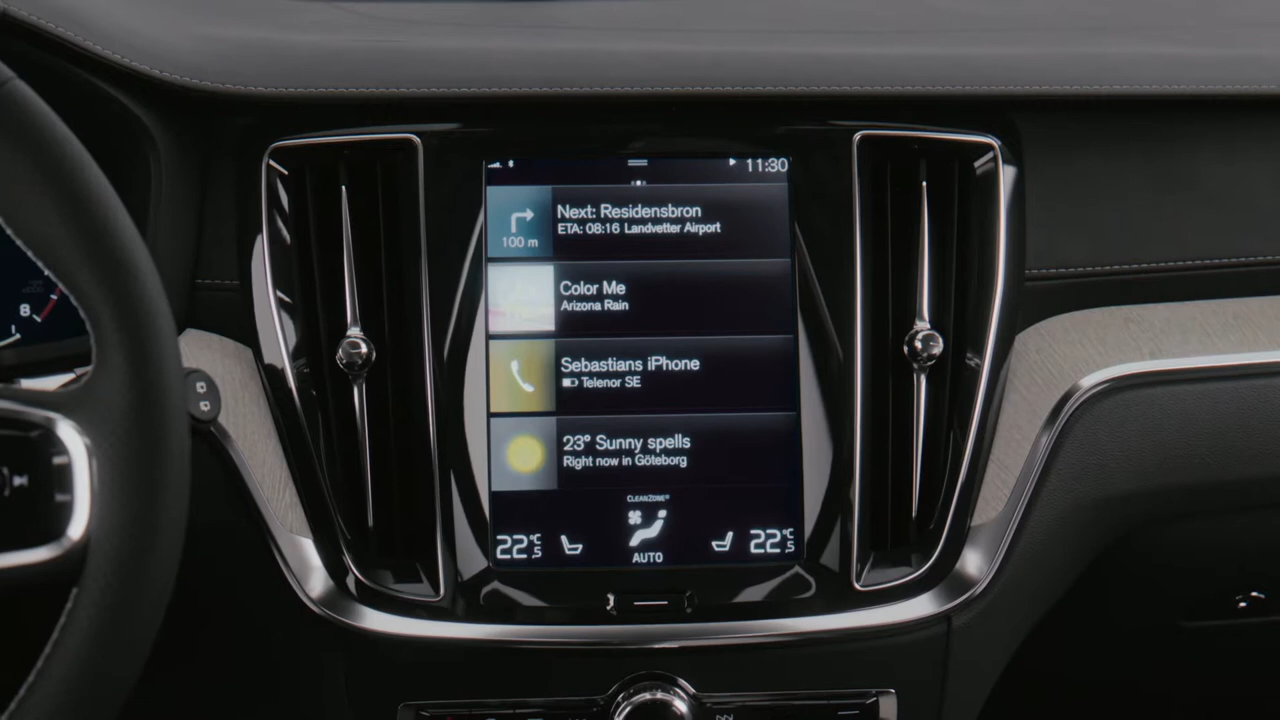 11:30
Next: Residensbron
ETA: 08:16 Landvetter Airport
100 m
Color Me
Arizona Rain
Sebastians iPhone
Telenor SE
23° Sunny spells
Right now in Göteborg
CLEANZONE®
22.5°C
22.5°C
AUTO
8